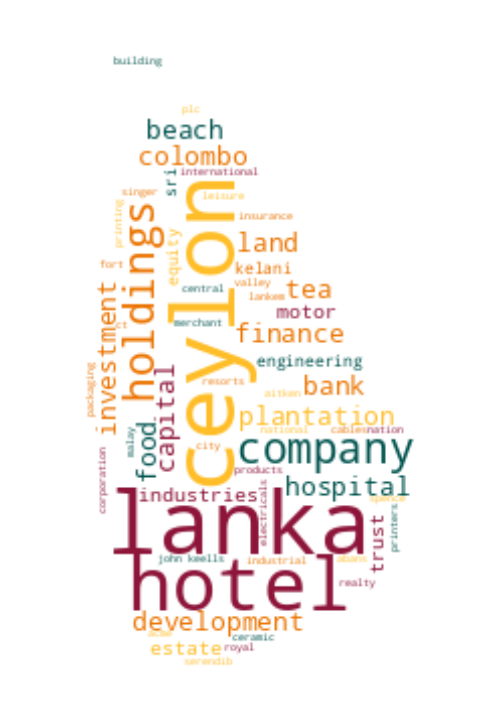 building
plc
beach
colombo
international
sri
singer
leisure
ceylon
holdings
printing
insurance
equity
land
fort
kelani
central
valley
tea
lankem
investment
motor
merchant
ct
finance
engineering
capital
resorts
bank
packaging
aitken
plantation
food
malay
national
cables
nation
city
company
corporation
products
hospital
industries
electricals
spence
lanka
trust
printers
john keells
industrial
abans
hotel
realty
development
acme
ceramic
estate
royal
serendib